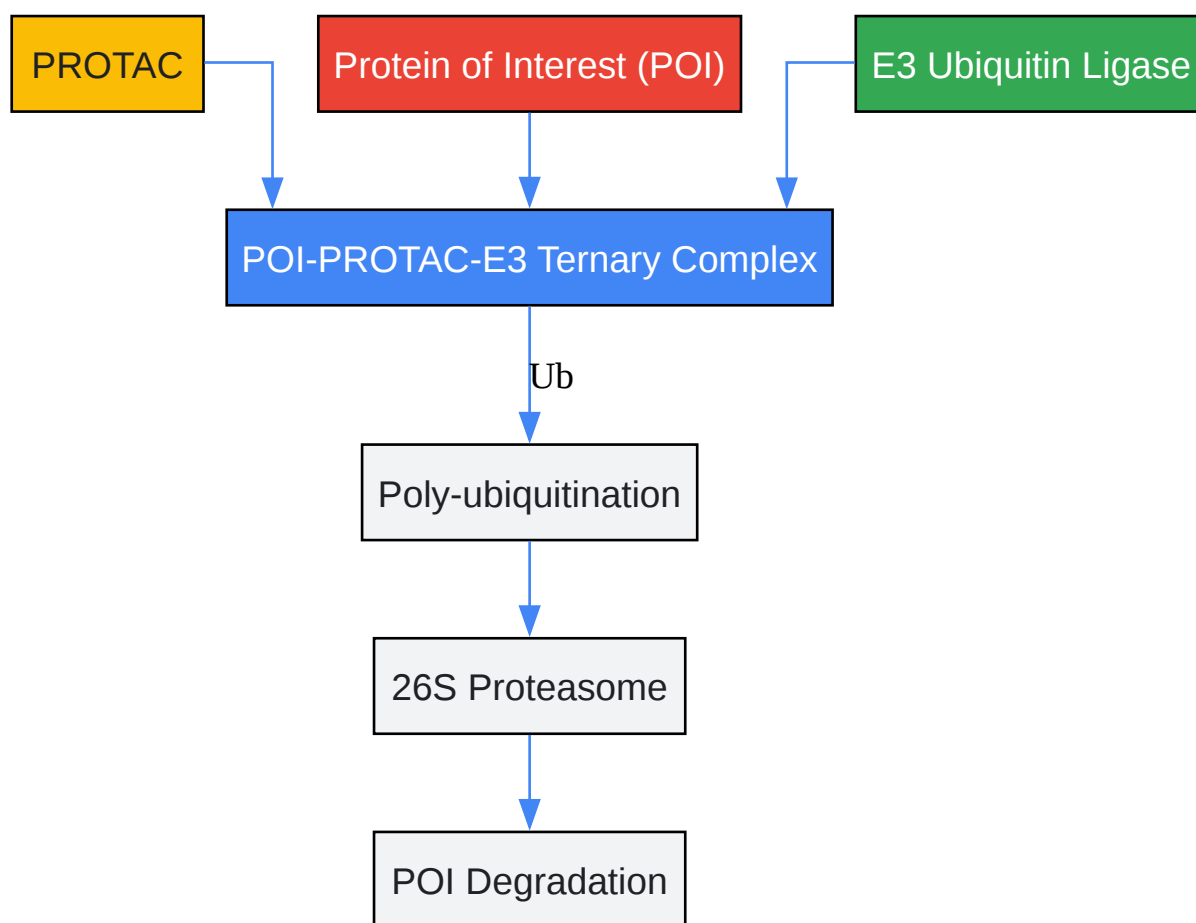 PROTAC
Protein of Interest (POI)
E3 Ubiquitin Ligase
POI-PROTAC-E3 Ternary Complex
Ub
Poly-ubiquitination
26S Proteasome
POI Degradation